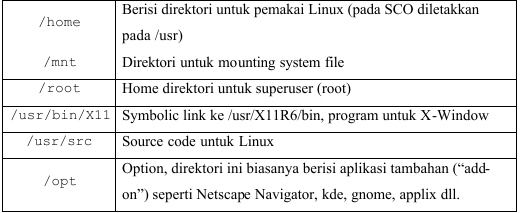 /home
Berisi direktori untuk pemakai Linux (pada SCO diletakkan
pada /usr)
/mnt
Direktori untuk mounting system file
/root
Home direktori untuk superuser (root)
/usr/bin/X11
Symbolic link ke /usr/X11R6/bin, program untuk X-Window
/usr/src
Source code untuk Linux
/opt
Option, direktori ini biasanya berisi aplikasi tambahan (“add-
on”) seperti Netscape Navigator, kde, gnome, applix dll.